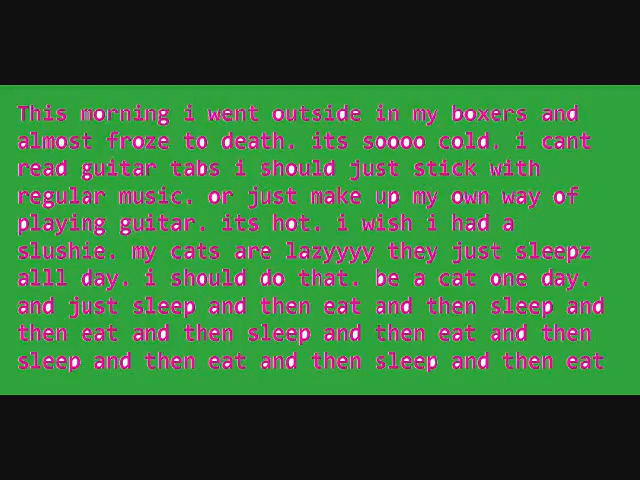 This morning i went outside in my boxers and
almost froze to death. its soooo cold. i cant
read guitar tabs i should just stick with
regular music. or just make up my own way of
playing guitar. its hot. i wish i had a
slushie. my cats are lazyyyy they just sleepz
alll day. i should do that. be a cat one day.
and just sleep and then eat and then sleep and
then eat and then sleep and then eat and then
sleep and then eat and then sleep and then eat